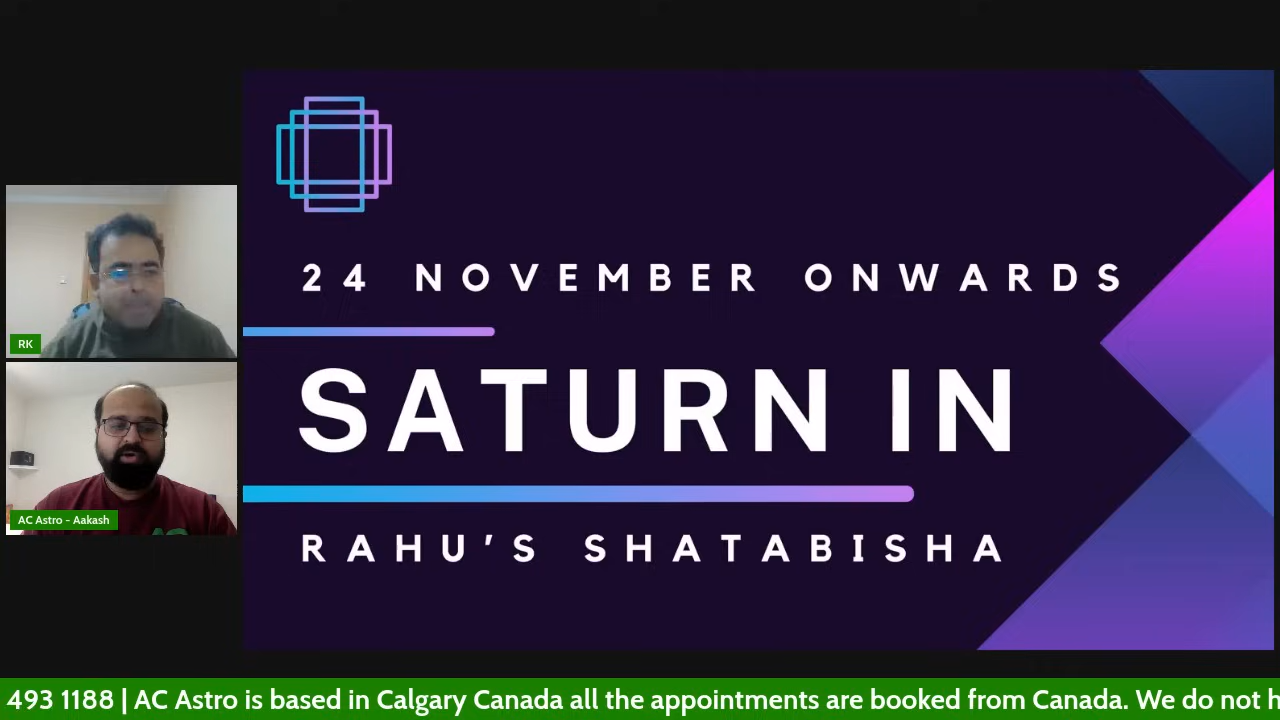 24 NOVEMBER ONWARDS
SATURN IN
RAHU’S SHATABISHA
RK
AC Astro - Aakash
493 1188 | AC Astro is based in Calgary Canada all the appointments are booked from Canada. We do not h